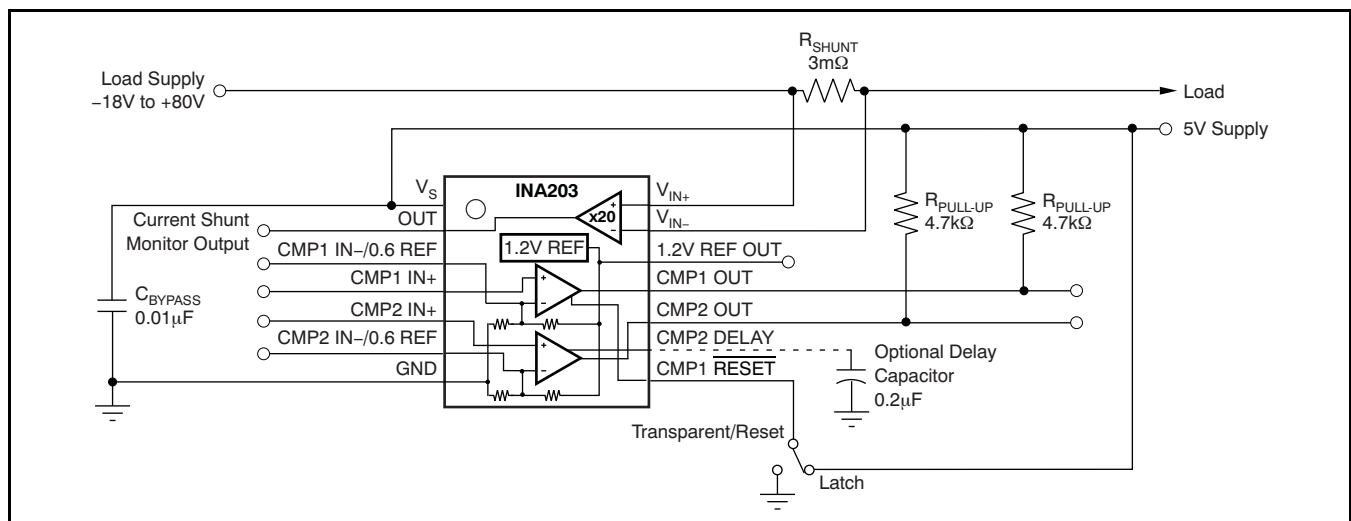 R_SHUNT
3mΩ
Load Supply
−18V to +80V
Load
5V Supply
V_S
INA203
V_IN+
Current Shunt
Monitor Output
OUT
x20
V_IN−
R_PULL-UP
4.7kΩ
R_PULL-UP
4.7kΩ
CMP1 IN−/0.6 REF
1.2V REF
1.2V REF OUT
CMP1 IN+
CMP1 OUT
C_BYPASS
0.01µF
CMP2 IN+
CMP2 OUT
CMP2 IN−/0.6 REF
CMP2 DELAY
Optional Delay
Capacitor
0.2µF
GND
CMP1 RESET
Transparent/Reset
Latch